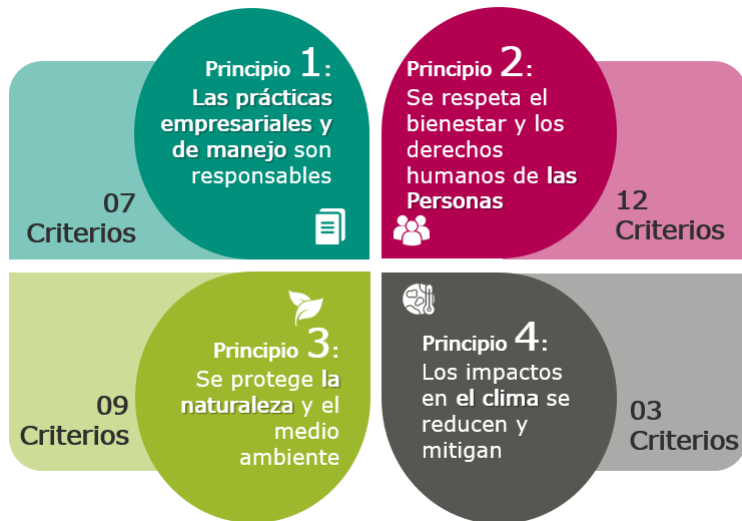 Principio 1:
Las prácticas
empresariales y
de manejo son
responsables
07
Criterios
Principio 2:
Se respeta el
bienestar y los
derechos
humanos de las
Personas
12
Criterios
Principio 3:
Se protege la
naturaleza y el
medio
ambiente
09
Criterios
Principio 4:
Los impactos
en el clima se
reducen y
mitigan
03
Criterios